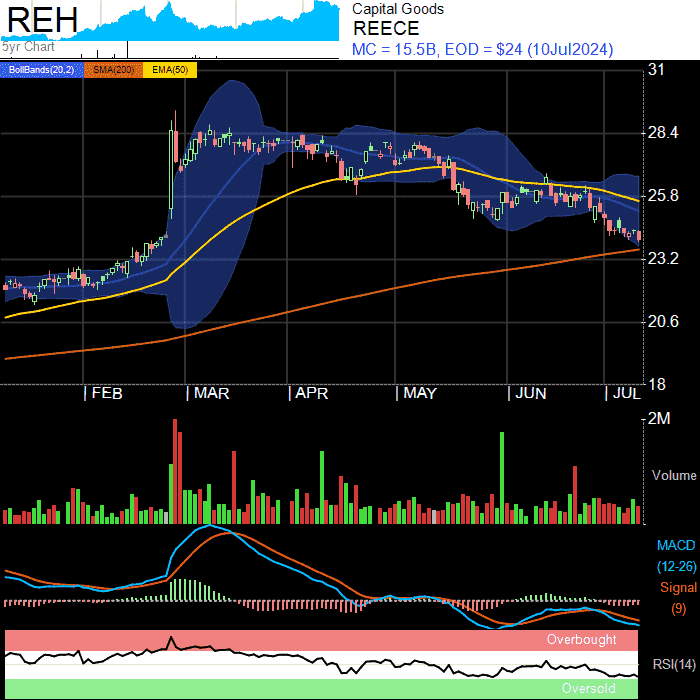 REH
5yr Chart
Capital Goods
REECE
MC = 15.5B, EOD = $24 (10Jul2024)
BollBands(20,2) SMA(200) EMA(50)
31
28.4
25.8
23.2
20.6
18
FEB MAR APR MAY JUN JUL
2M
Volume
MACD
(12-26)
Signal
(9)
Overbought
RSI(14)
Oversold